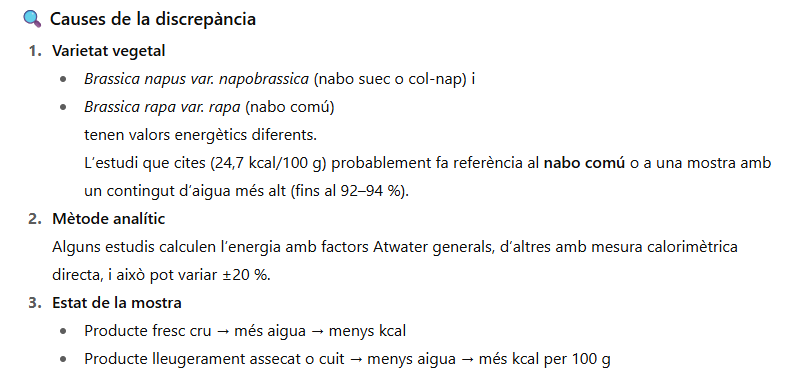 🔍 Causes de la discrepància
1. Varietat vegetal
• Brassica napus var. napobrassica (nabo suec o col-nap) i
• Brassica rapa var. rapa (nabo comú)
tenen valors energètics diferents.
L’estudi que cites (24,7 kcal/100 g) probablement fa referència al nabo comú o a una mostra amb
un contingut d’aigua més alt (fins al 92–94 %).
2. Mètode analític
Alguns estudis calculen l’energia amb factors Atwater generals, d’altres amb mesura calorimètrica
directa, i això pot variar ±20 %.
3. Estat de la mostra
• Producte fresc cru → més aigua → menys kcal
• Producte lleugerament assecat o cuit → menys aigua → més kcal per 100 g